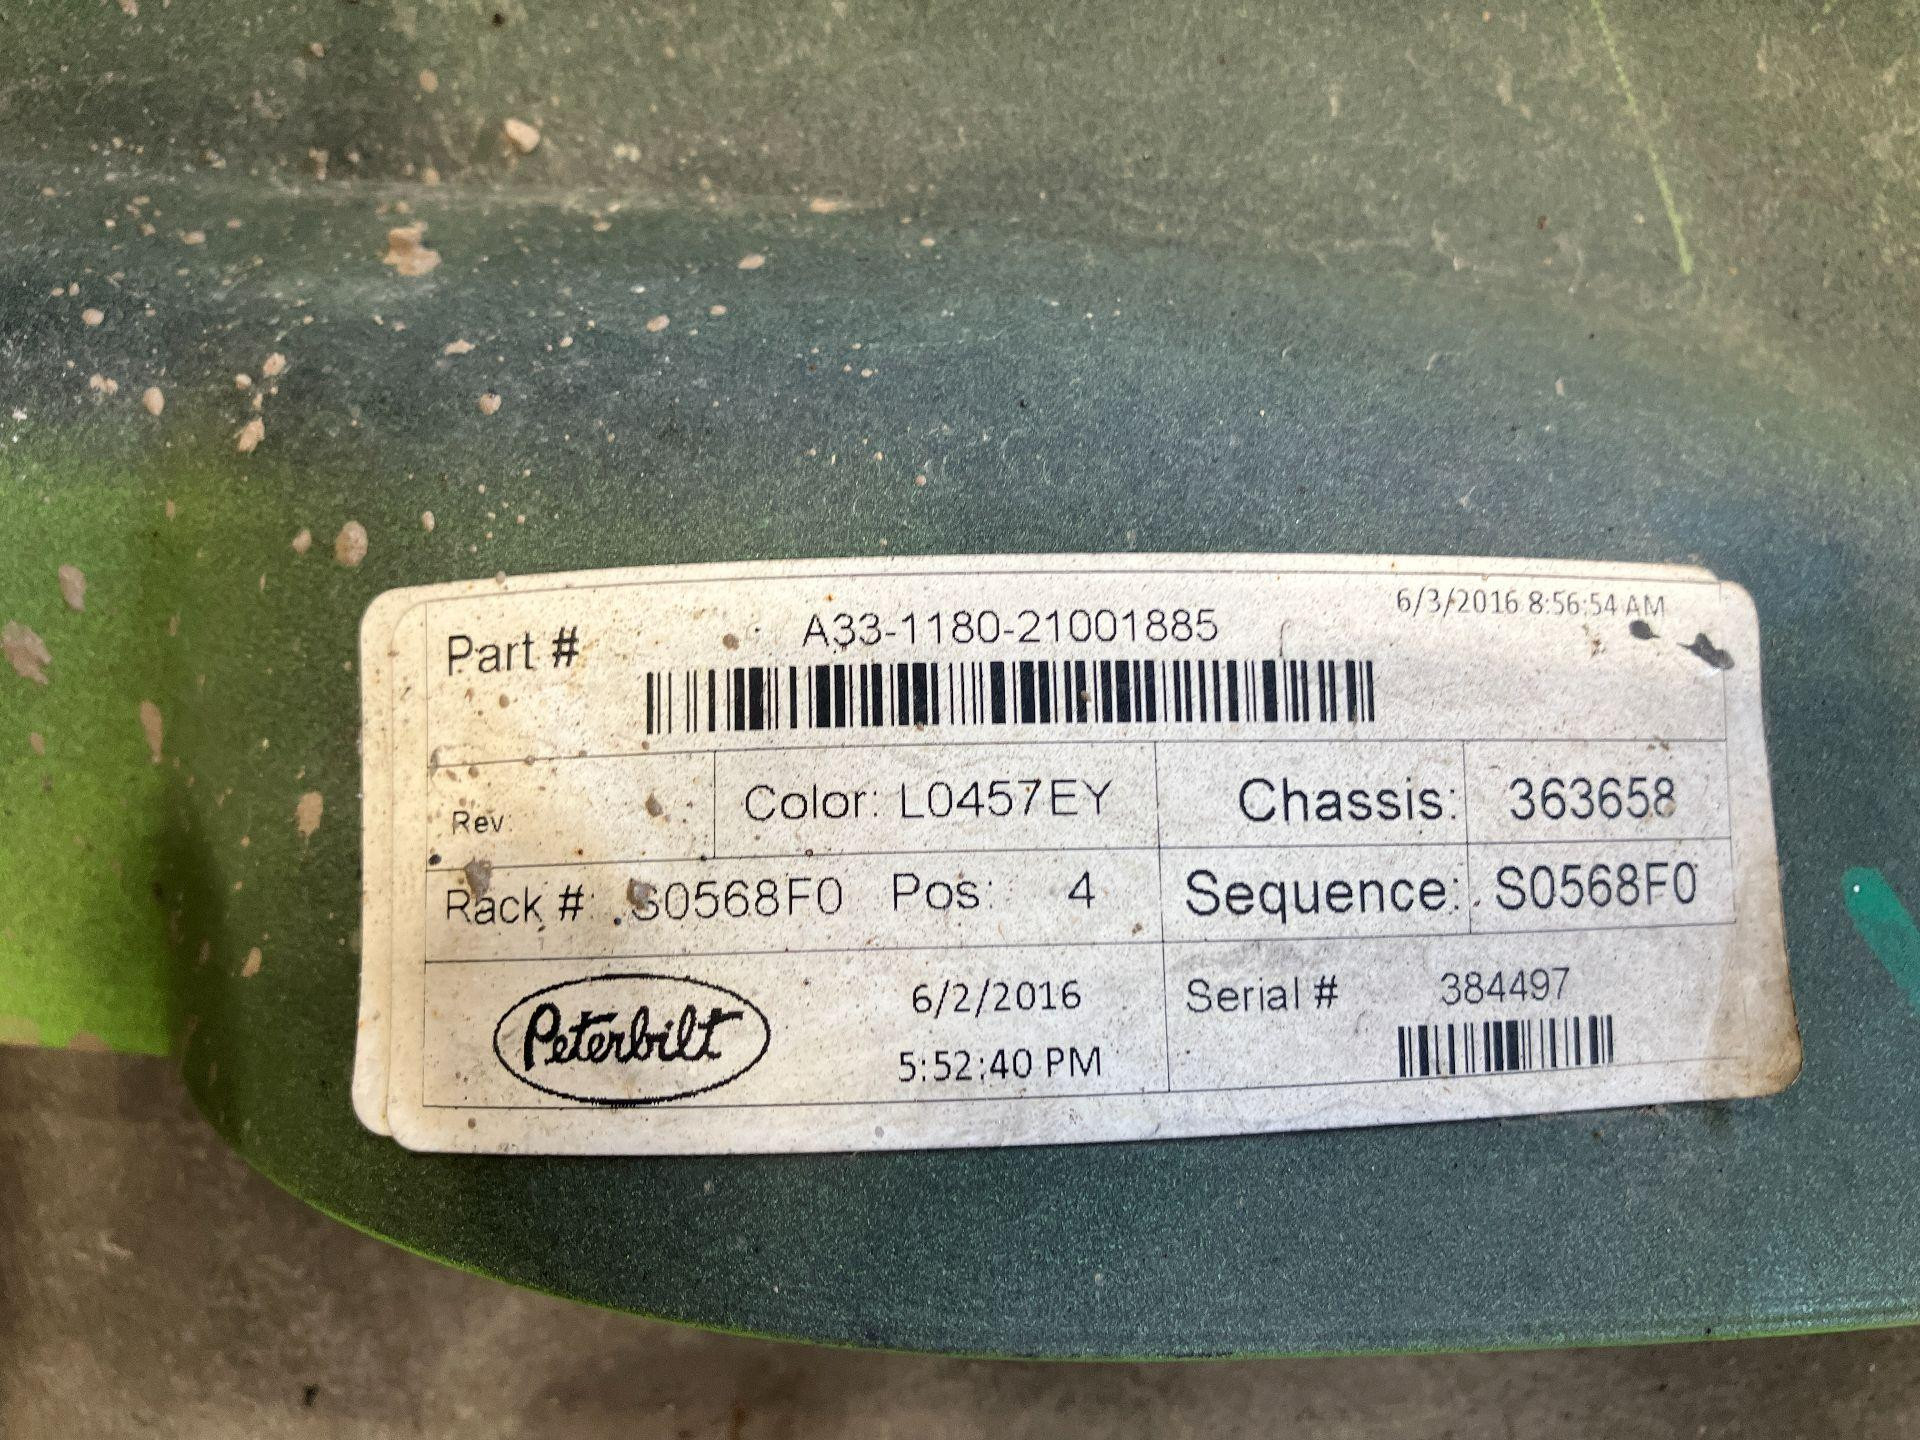 6/3/2016 8:56:54 AM
Part # A33-1180-21001885
Rev: Color: L0457EY Chassis: 363658
Rack #: S0568F0 Pos: 4 Sequence: S0568F0
Peterbilt 6/2/2016 Serial # 384497
5:52:40 PM